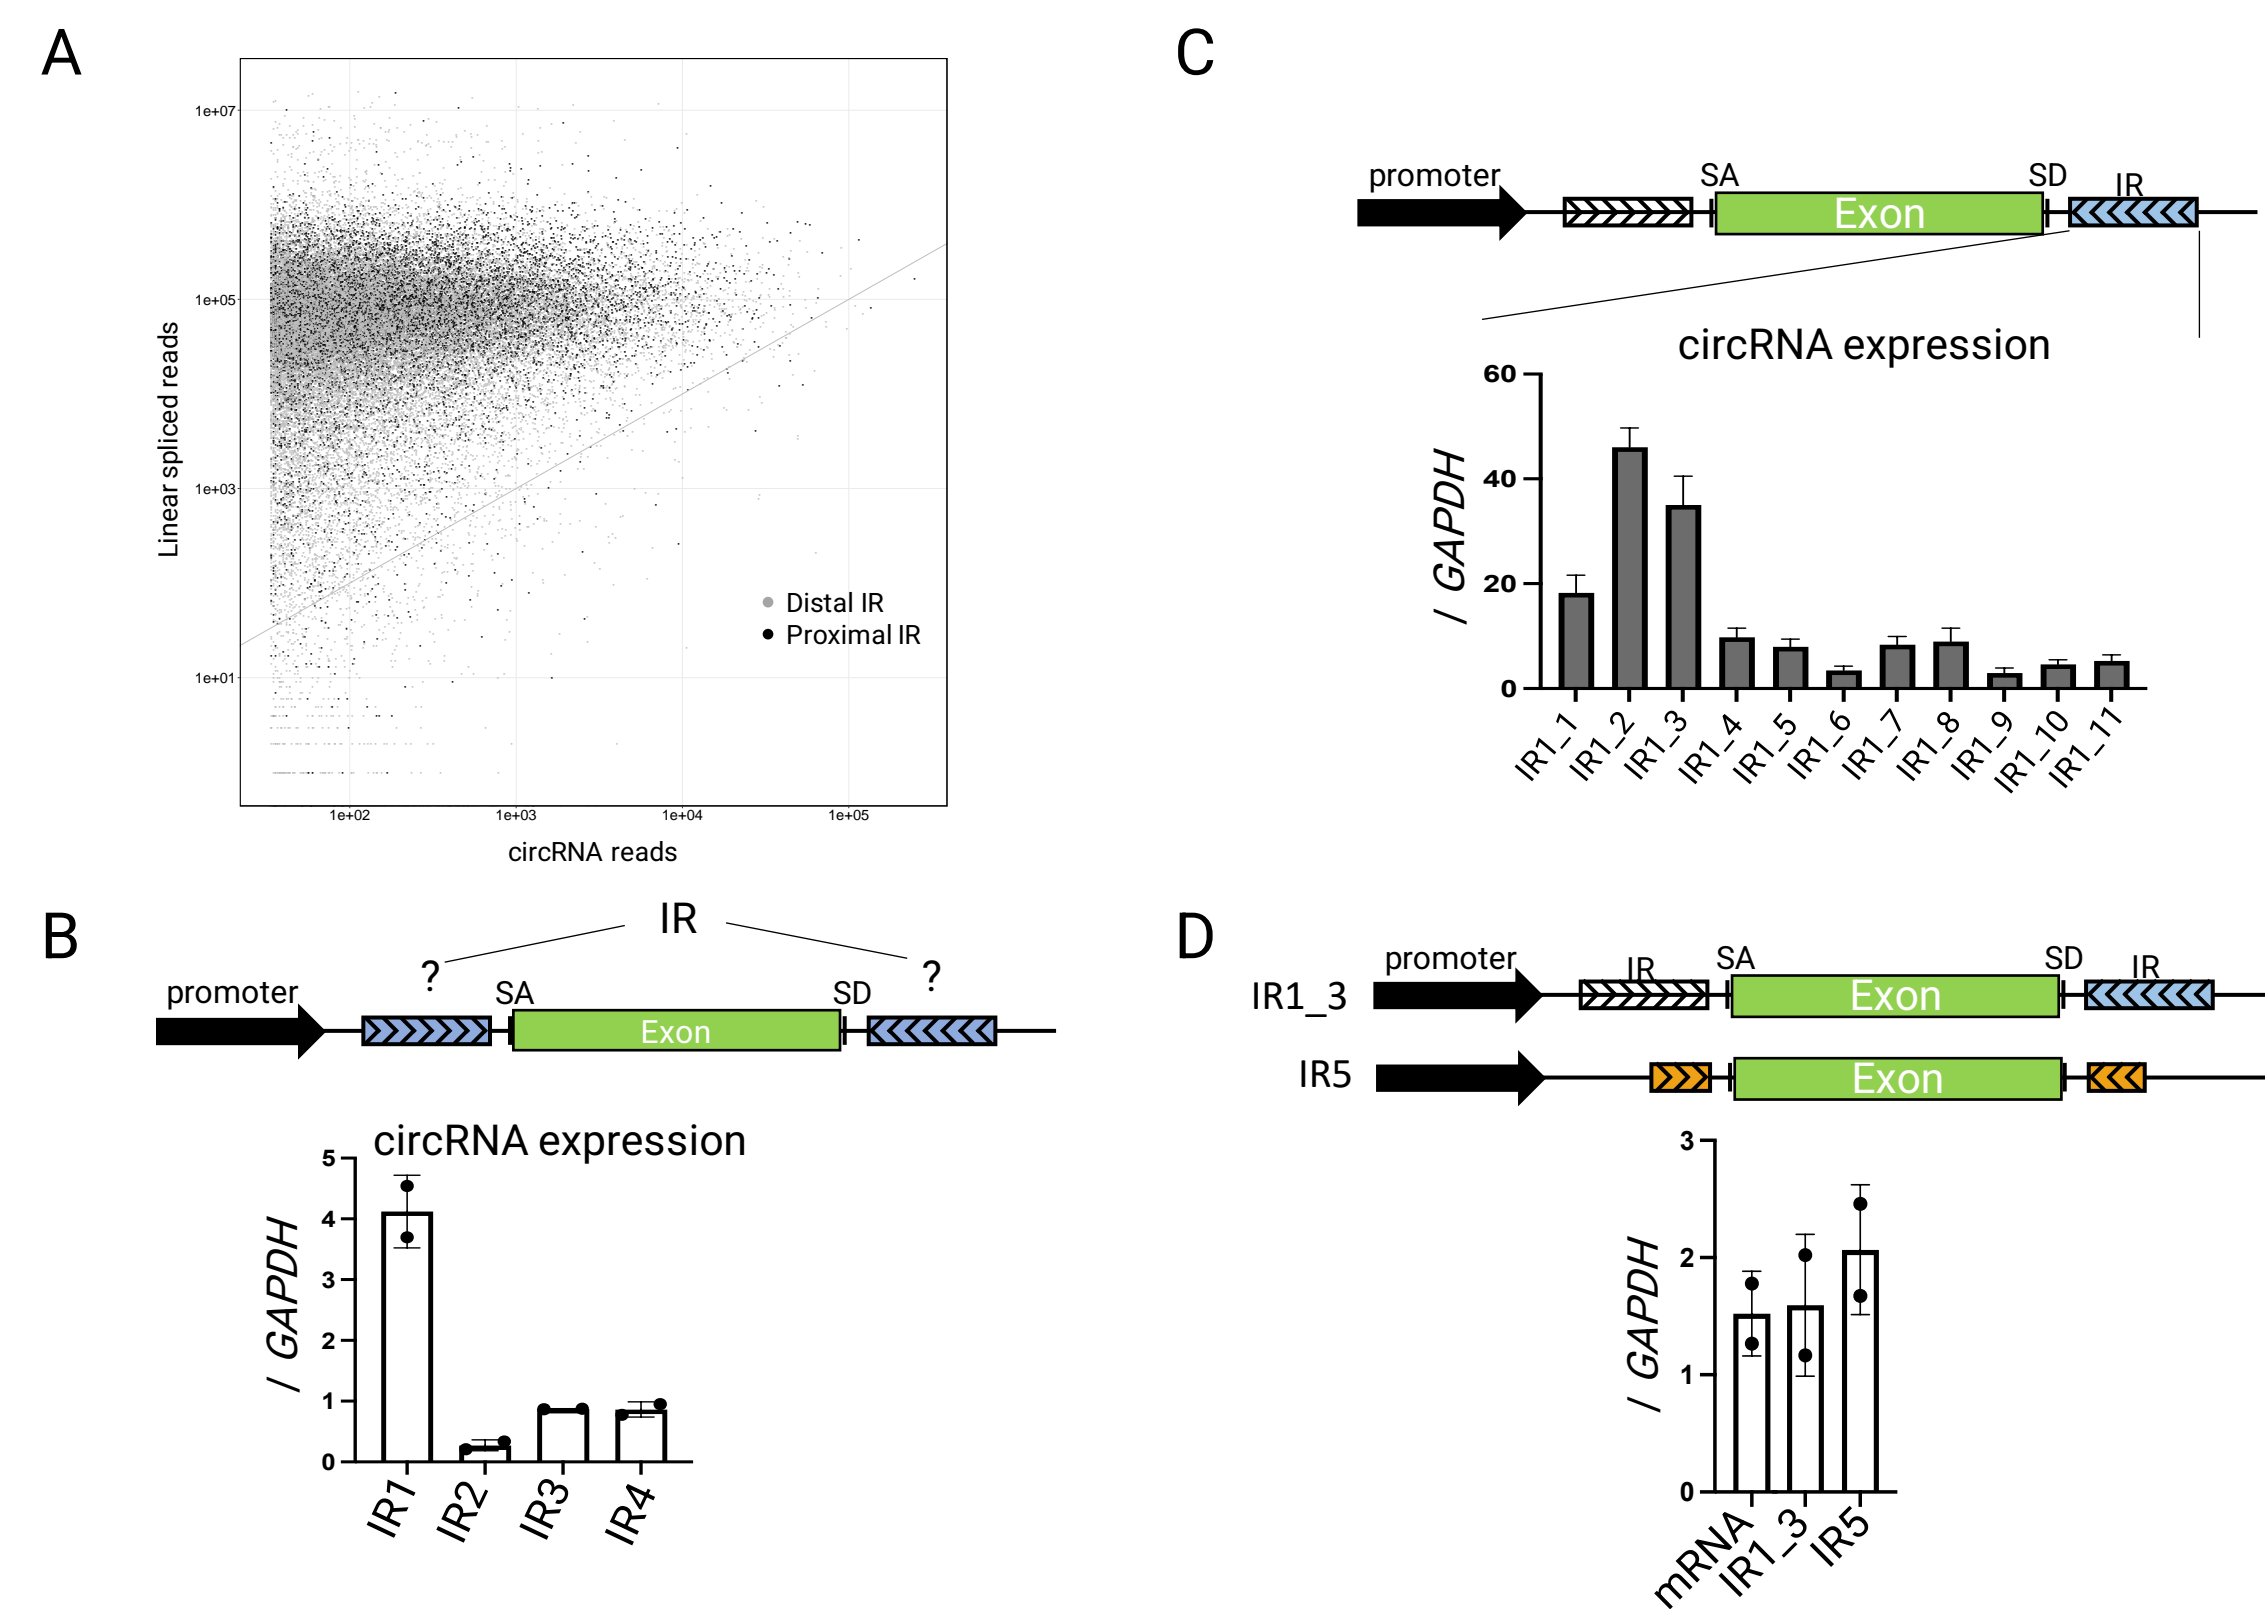 A
1e+07
1e+05
1e+03
1e+01
Linear spliced reads
Distal IR
Proximal IR
1e+02 1e+03 1e+04 1e+05
circRNA reads
B
IR
? ?
promoter SA SD
Exon
circRNA expression
5
4
3
2
1
0
/ GAPDH
IR1 IR2 IR3 IR4
C
promoter SA SD IR
Exon
circRNA expression
60
40
20
0
/ GAPDH
IR1_1 IR1_2 IR1_3 IR1_4 IR1_5 IR1_6 IR1_7 IR1_8 IR1_9 IR1_10 IR1_11
D
promoter IR SA SD IR
IR1_3 Exon
IR5 Exon
3
2
1
0
/ GAPDH
mRNA IR1_3 IR5